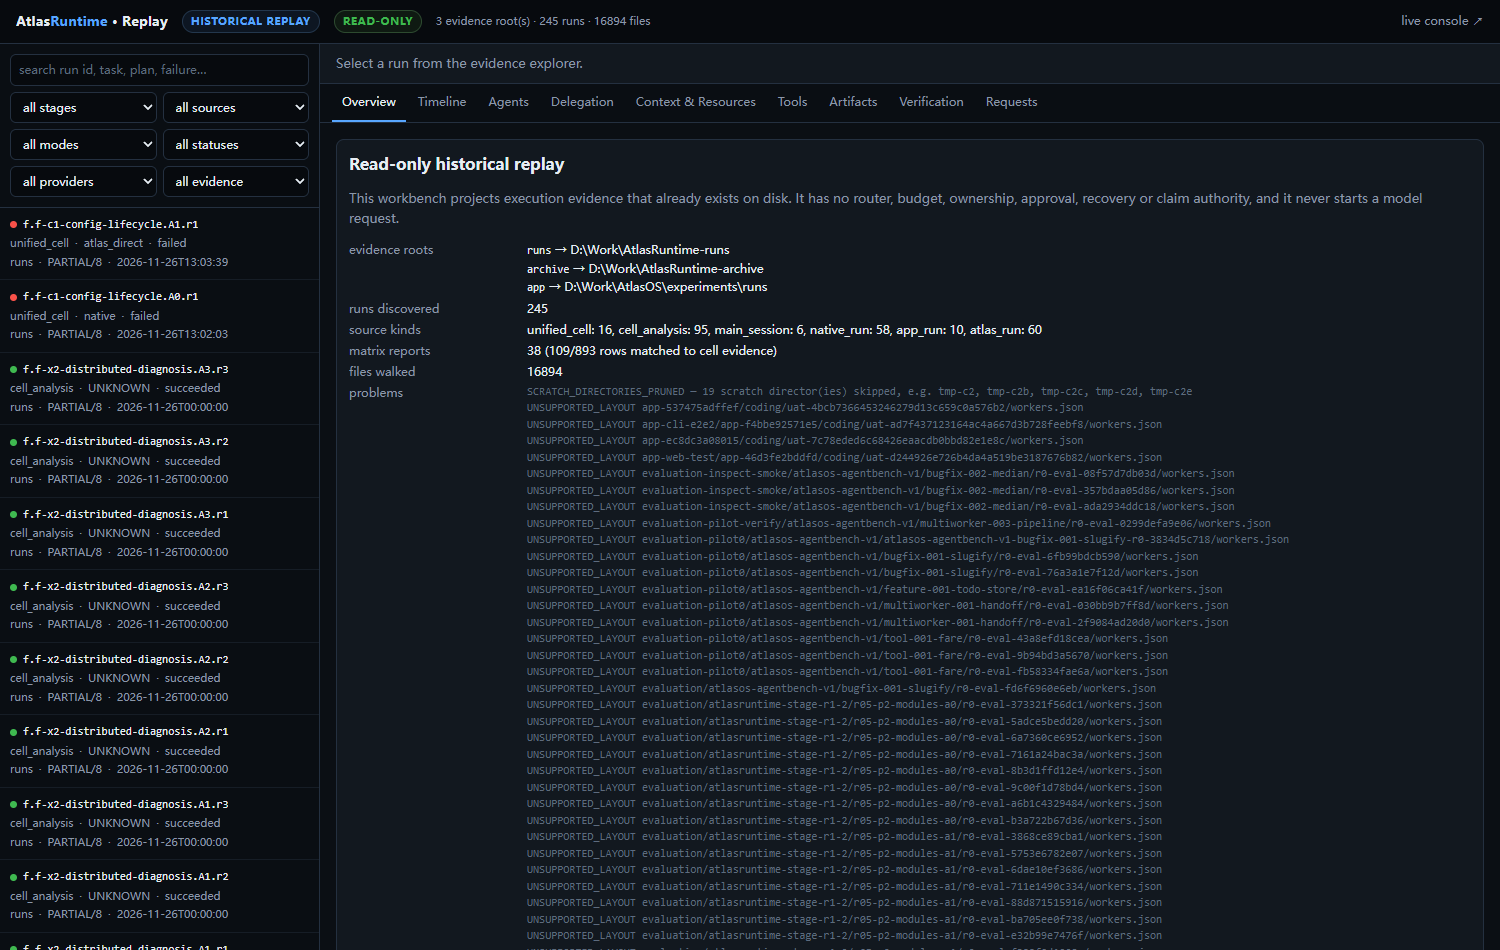 AtlasRuntime • Replay HISTORICAL REPLAY READ-ONLY 3 evidence root(s) · 245 runs · 16894 files live console ↗
search run id, task, plan, failure...
all stages all sources
all modes all statuses
all providers all evidence
f.f-c1-config-lifecycle.A1.r1
unified_cell · atlas_direct · failed
runs · PARTIAL/8 · 2026-11-26T13:03:39
f.f-c1-config-lifecycle.A0.r1
unified_cell · native · failed
runs · PARTIAL/8 · 2026-11-26T13:02:03
f.f-x2-distributed-diagnosis.A3.r3
cell_analysis · UNKNOWN · succeeded
runs · PARTIAL/8 · 2026-11-26T00:00:00
f.f-x2-distributed-diagnosis.A3.r2
cell_analysis · UNKNOWN · succeeded
runs · PARTIAL/8 · 2026-11-26T00:00:00
f.f-x2-distributed-diagnosis.A3.r1
cell_analysis · UNKNOWN · succeeded
runs · PARTIAL/8 · 2026-11-26T00:00:00
f.f-x2-distributed-diagnosis.A2.r3
cell_analysis · UNKNOWN · succeeded
runs · PARTIAL/8 · 2026-11-26T00:00:00
f.f-x2-distributed-diagnosis.A2.r2
cell_analysis · UNKNOWN · succeeded
runs · PARTIAL/8 · 2026-11-26T00:00:00
f.f-x2-distributed-diagnosis.A2.r1
cell_analysis · UNKNOWN · succeeded
runs · PARTIAL/8 · 2026-11-26T00:00:00
f.f-x2-distributed-diagnosis.A1.r3
cell_analysis · UNKNOWN · succeeded
runs · PARTIAL/8 · 2026-11-26T00:00:00
f.f-x2-distributed-diagnosis.A1.r2
cell_analysis · UNKNOWN · succeeded
runs · PARTIAL/8 · 2026-11-26T00:00:00
f.f-x2-distributed-diagnosis.A1.r1
Select a run from the evidence explorer.
Overview Timeline Agents Delegation Context & Resources Tools Artifacts Verification Requests
Read-only historical replay
This workbench projects execution evidence that already exists on disk. It has no router, budget, ownership, approval, recovery or claim authority, and it never starts a model
request.
evidence roots runs → D:\Work\AtlasRuntime-runs
archive → D:\Work\AtlasRuntime-archive
app → D:\Work\AtlasOS\experiments\runs
runs discovered 245
source kinds unified_cell: 16, cell_analysis: 95, main_session: 6, native_run: 58, app_run: 10, atlas_run: 60
matrix reports 38 (109/893 rows matched to cell evidence)
files walked 16894
problems SCRATCH_DIRECTORIES_PRUNED — 19 scratch director(ies) skipped, e.g. tmp-c2, tmp-c2b, tmp-c2c, tmp-c2d, tmp-c2e
UNSUPPORTED_LAYOUT app-537475adffef/coding/uat-4bcb7366453246279d13c659c0a576b2/workers.json
UNSUPPORTED_LAYOUT app-cli-e2e2/app-f4bbe92571e5/coding/uat-ad7f437123164ac4a667d3b728feebf8/workers.json
UNSUPPORTED_LAYOUT app-ec8dc3a08015/coding/uat-7c78eded6c68426eaacdb0bbd82e1e8c/workers.json
UNSUPPORTED_LAYOUT app-web-test/app-46d3fe2bddfd/coding/uat-d244926e726b4da4a519be3187676b82/workers.json
UNSUPPORTED_LAYOUT evaluation-inspect-smoke/atlasos-agentbench-v1/bugfix-002-median/r0-eval-08f57d7db03d/workers.json
UNSUPPORTED_LAYOUT evaluation-inspect-smoke/atlasos-agentbench-v1/bugfix-002-median/r0-eval-357bdaa05d86/workers.json
UNSUPPORTED_LAYOUT evaluation-inspect-smoke/atlasos-agentbench-v1/bugfix-002-median/r0-eval-ada2934ddc18/workers.json
UNSUPPORTED_LAYOUT evaluation-pilot-verify/atlasos-agentbench-v1/multiworker-003-pipeline/r0-eval-0299defa9e06/workers.json
UNSUPPORTED_LAYOUT evaluation-pilot0/atlasos-agentbench-v1/atlasos-agentbench-v1-bugfix-001-slugify-r0-3834d5c718/workers.json
UNSUPPORTED_LAYOUT evaluation-pilot0/atlasos-agentbench-v1/bugfix-001-slugify/r0-eval-6fb99bdcb590/workers.json
UNSUPPORTED_LAYOUT evaluation-pilot0/atlasos-agentbench-v1/bugfix-001-slugify/r0-eval-76a3a1e7f12d/workers.json
UNSUPPORTED_LAYOUT evaluation-pilot0/atlasos-agentbench-v1/feature-001-todo-store/r0-eval-ea16f06ca41f/workers.json
UNSUPPORTED_LAYOUT evaluation-pilot0/atlasos-agentbench-v1/multiworker-001-handoff/r0-eval-030bb9b7ff8d/workers.json
UNSUPPORTED_LAYOUT evaluation-pilot0/atlasos-agentbench-v1/multiworker-001-handoff/r0-eval-2f9084ad20d0/workers.json
UNSUPPORTED_LAYOUT evaluation-pilot0/atlasos-agentbench-v1/tool-001-fare/r0-eval-43a8efd18cea/workers.json
UNSUPPORTED_LAYOUT evaluation-pilot0/atlasos-agentbench-v1/tool-001-fare/r0-eval-9b94bd3a5670/workers.json
UNSUPPORTED_LAYOUT evaluation-pilot0/atlasos-agentbench-v1/tool-001-fare/r0-eval-fb58334fae6a/workers.json
UNSUPPORTED_LAYOUT evaluation/atlasos-agentbench-v1/bugfix-001-slugify/r0-eval-fd6f6960e6eb/workers.json
UNSUPPORTED_LAYOUT evaluation/atlasruntime-stage-r1-2/r05-p2-modules-a0/r0-eval-373321f56dc1/workers.json
UNSUPPORTED_LAYOUT evaluation/atlasruntime-stage-r1-2/r05-p2-modules-a0/r0-eval-5adce5bedd20/workers.json
UNSUPPORTED_LAYOUT evaluation/atlasruntime-stage-r1-2/r05-p2-modules-a0/r0-eval-6a7360ce6952/workers.json
UNSUPPORTED_LAYOUT evaluation/atlasruntime-stage-r1-2/r05-p2-modules-a0/r0-eval-7161a24bac3a/workers.json
UNSUPPORTED_LAYOUT evaluation/atlasruntime-stage-r1-2/r05-p2-modules-a0/r0-eval-8b3d1ffd12e4/workers.json
UNSUPPORTED_LAYOUT evaluation/atlasruntime-stage-r1-2/r05-p2-modules-a0/r0-eval-9c00f1d78bd4/workers.json
UNSUPPORTED_LAYOUT evaluation/atlasruntime-stage-r1-2/r05-p2-modules-a0/r0-eval-a6b1c4329484/workers.json
UNSUPPORTED_LAYOUT evaluation/atlasruntime-stage-r1-2/r05-p2-modules-a0/r0-eval-b3a722b67d36/workers.json
UNSUPPORTED_LAYOUT evaluation/atlasruntime-stage-r1-2/r05-p2-modules-a1/r0-eval-3868ce89cba1/workers.json
UNSUPPORTED_LAYOUT evaluation/atlasruntime-stage-r1-2/r05-p2-modules-a1/r0-eval-5753e6782e07/workers.json
UNSUPPORTED_LAYOUT evaluation/atlasruntime-stage-r1-2/r05-p2-modules-a1/r0-eval-6dae10ef3686/workers.json
UNSUPPORTED_LAYOUT evaluation/atlasruntime-stage-r1-2/r05-p2-modules-a1/r0-eval-711e1490c334/workers.json
UNSUPPORTED_LAYOUT evaluation/atlasruntime-stage-r1-2/r05-p2-modules-a1/r0-eval-88d871515916/workers.json
UNSUPPORTED_LAYOUT evaluation/atlasruntime-stage-r1-2/r05-p2-modules-a1/r0-eval-ba705ee0f738/workers.json
UNSUPPORTED_LAYOUT evaluation/atlasruntime-stage-r1-2/r05-p2-modules-a1/r0-eval-e32b99e7476f/workers.json